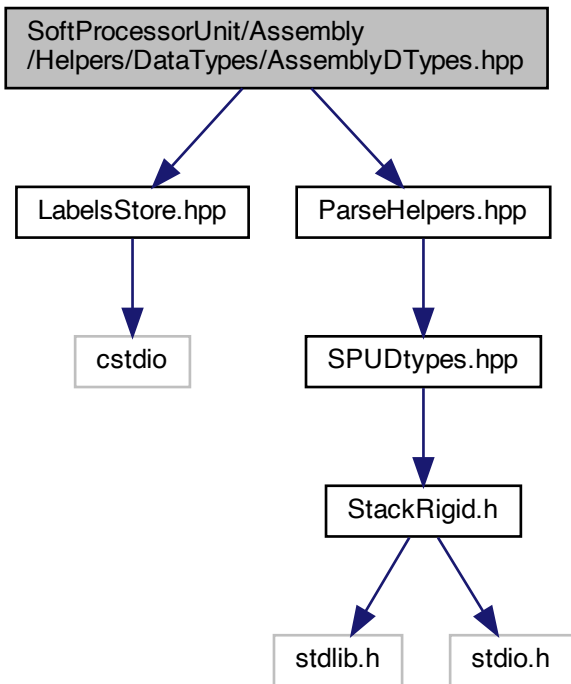 SoftProcessorUnit/Assembly
/Helpers/DataTypes/AssemblyDTypes.hpp
LabelsStore.hpp
ParseHelpers.hpp
cstdio
SPUDtypes.hpp
StackRigid.h
stdlib.h
stdio.h